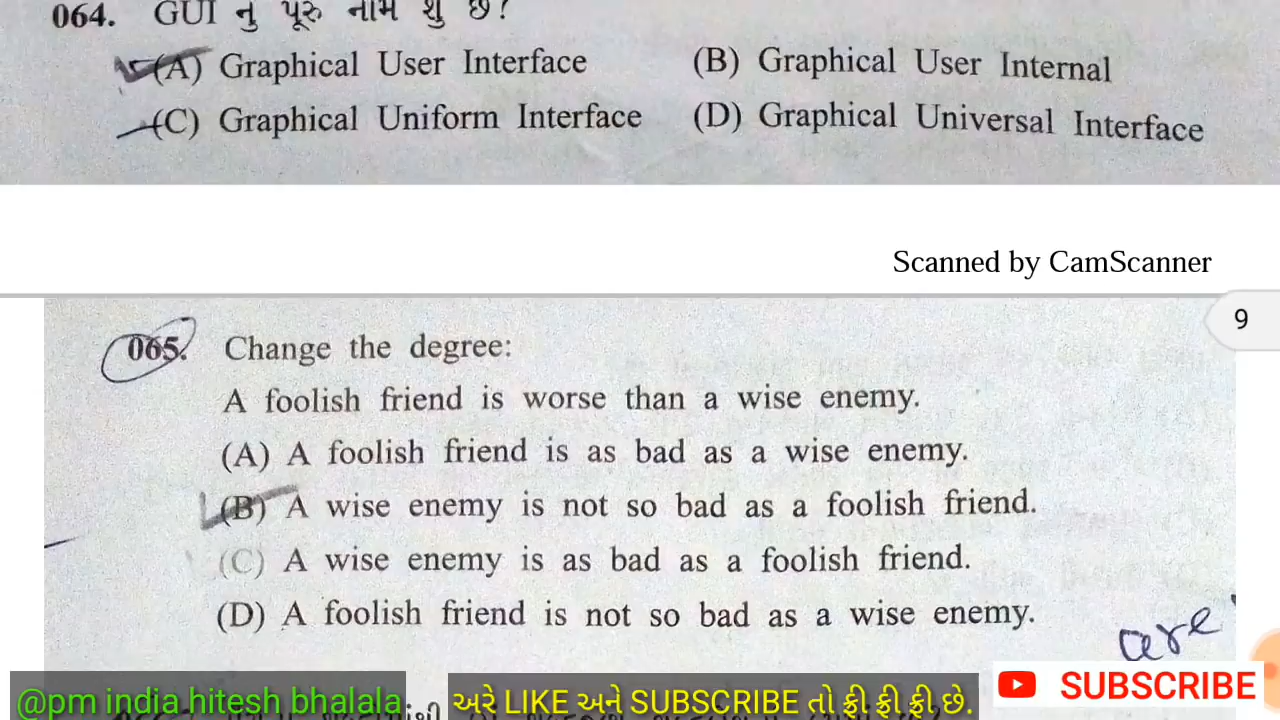 064. GUI નુ પૂરુ નામ શુ છે?
(A) Graphical User Interface (B) Graphical User Internal
(C) Graphical Uniform Interface (D) Graphical Universal Interface
Scanned by CamScanner
9
065. Change the degree:
A foolish friend is worse than a wise enemy.
(A) A foolish friend is as bad as a wise enemy.
(B) A wise enemy is not so bad as a foolish friend.
(C) A wise enemy is as bad as a foolish friend.
(D) A foolish friend is not so bad as a wise enemy.
are
@pm india hitesh bhalala અરે LIKE અને SUBSCRIBE તો ફ્રી ફ્રી ફ્રી છે. SUBSCRIBE